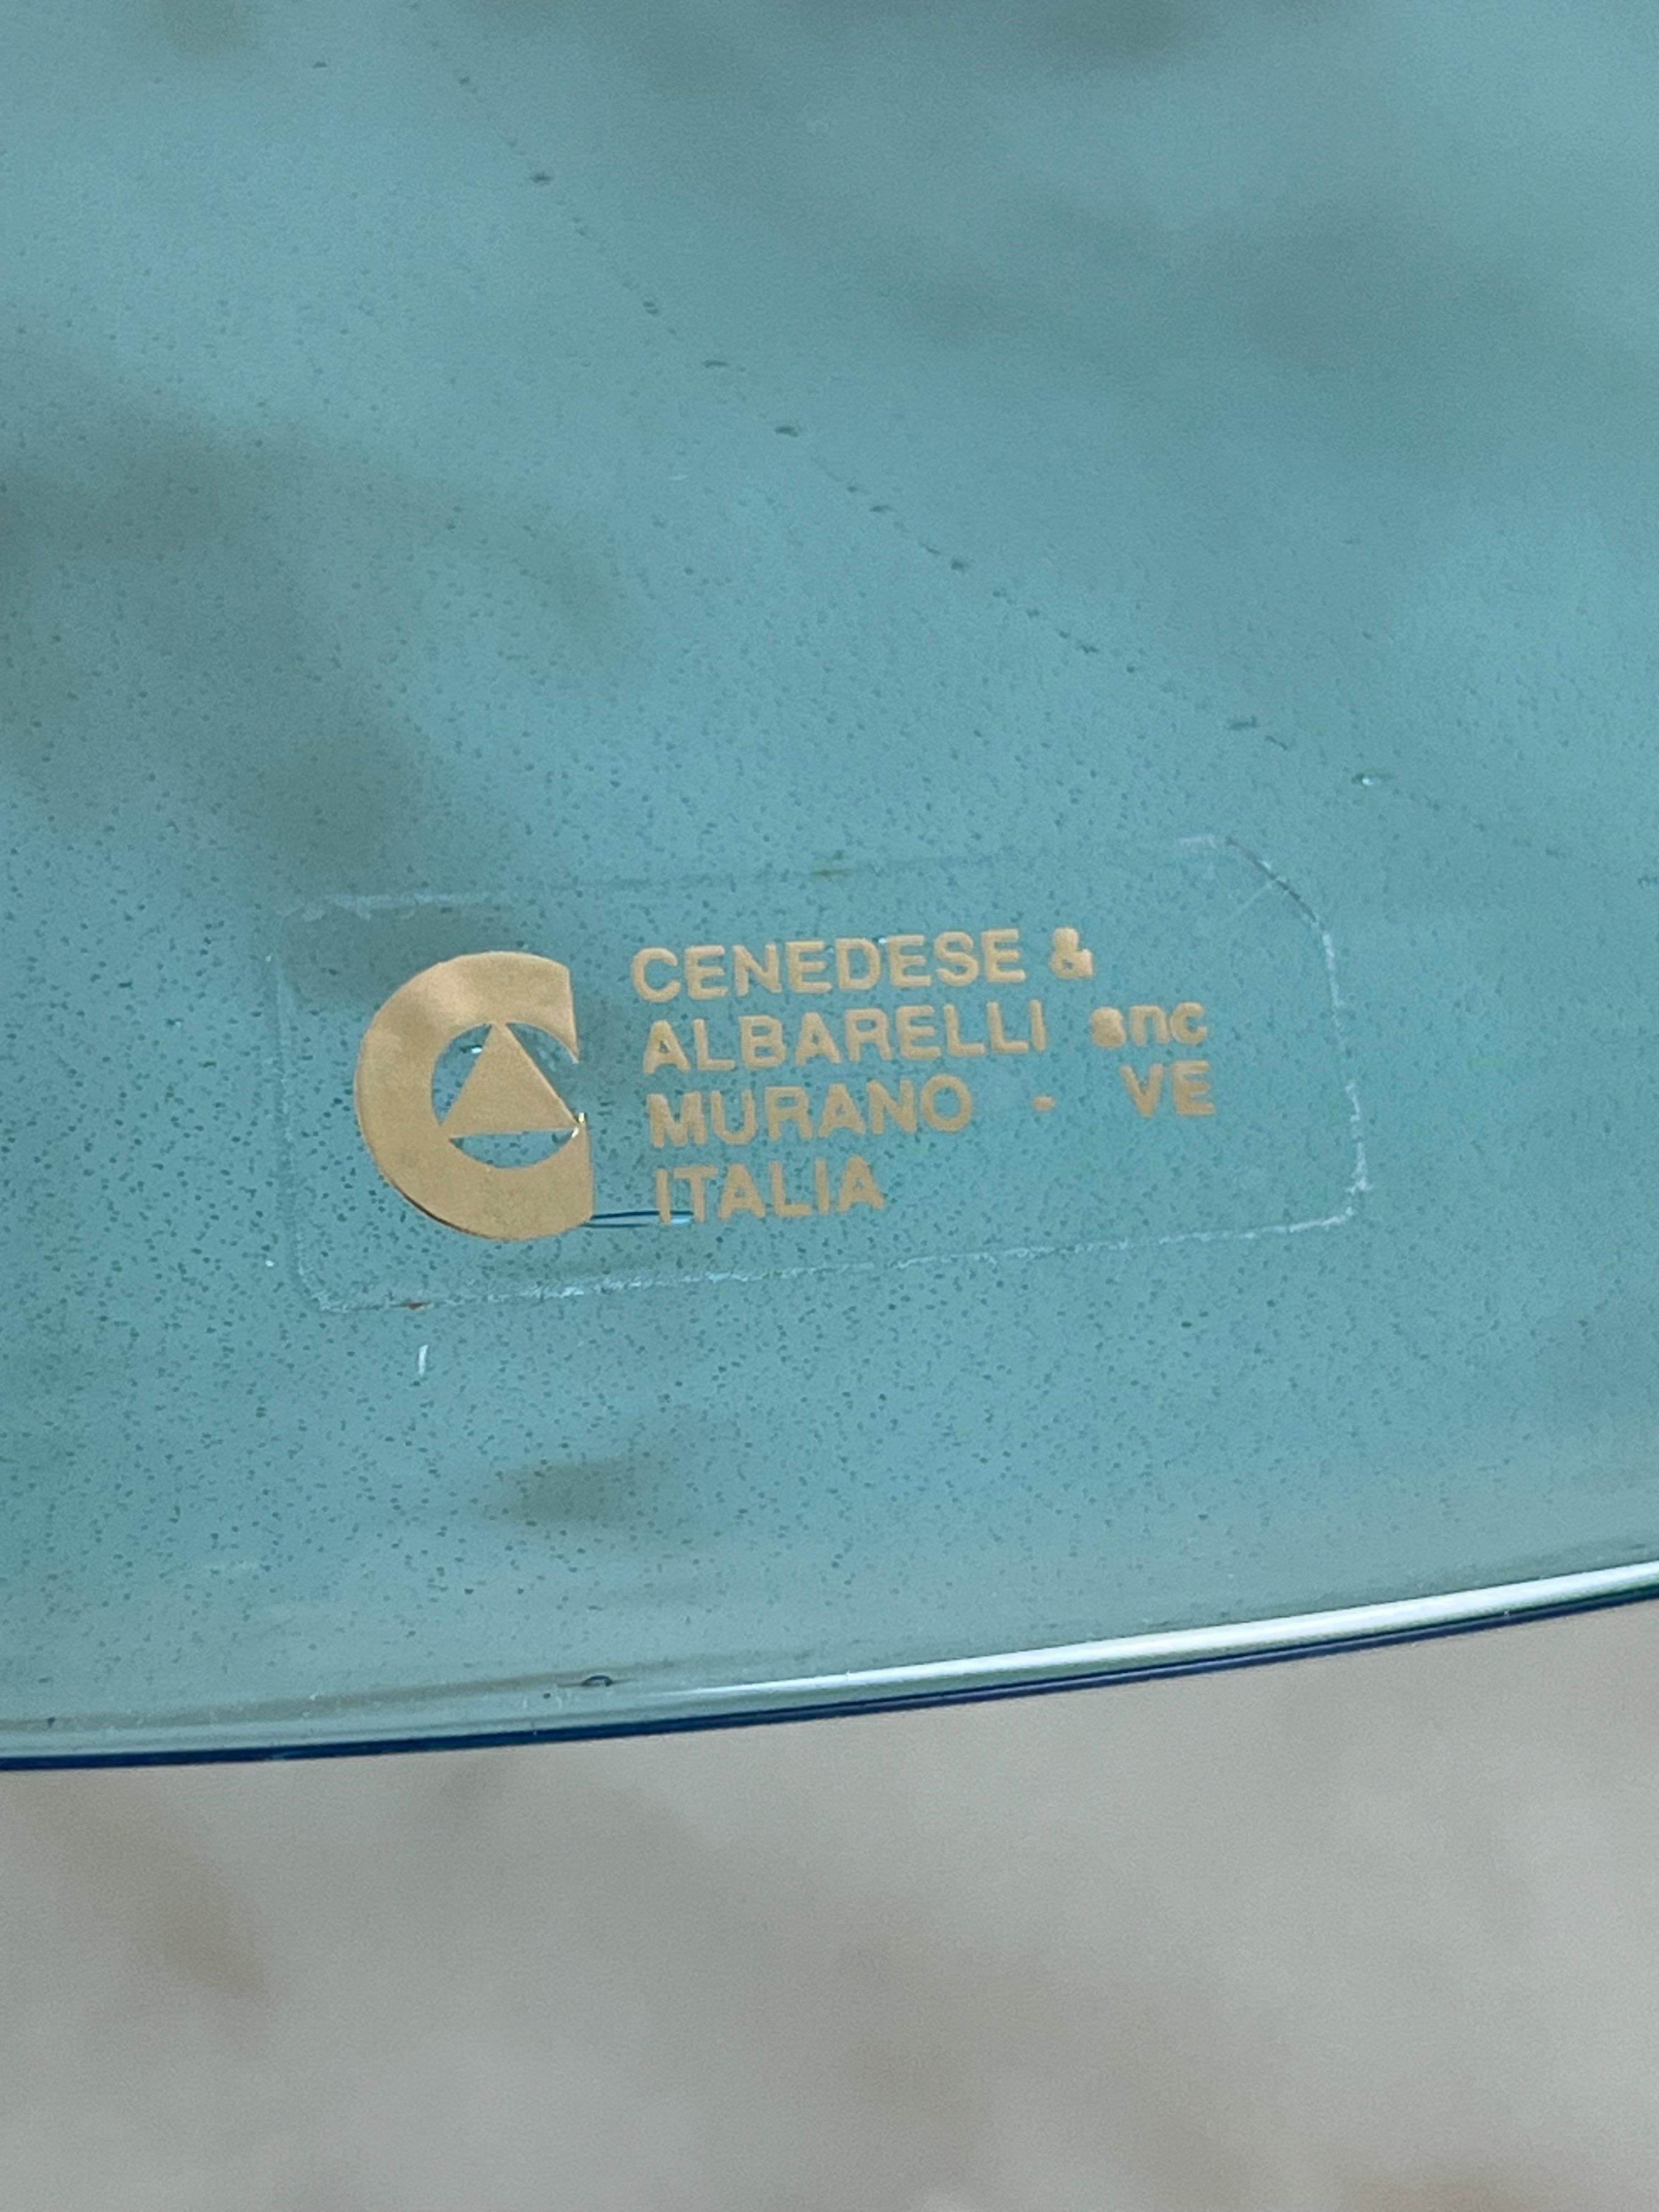 CENEDESE &
ALBARELLI snc
MURANO - VE
ITALIA